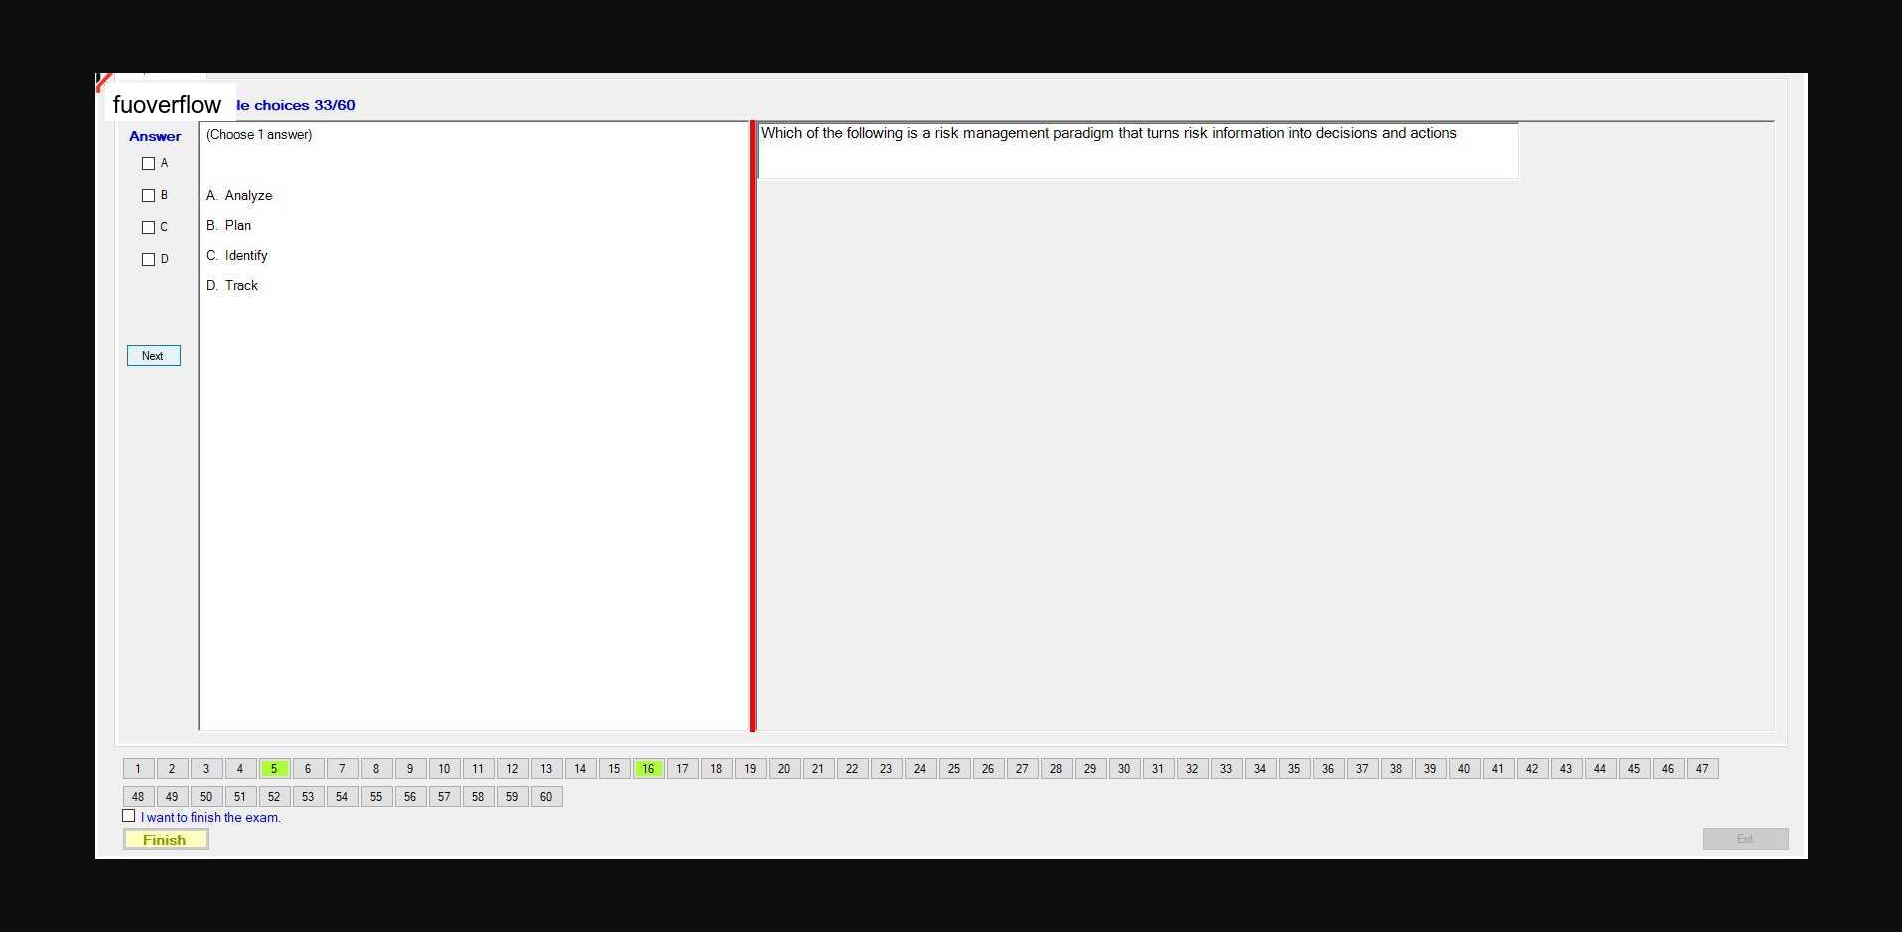 fuoverflow
le choices 33/60
Answer
(Choose 1 answer)
Which of the following is a risk management paradigm that turns risk information into decisions and actions
A
B
C
D
A. Analyze
B. Plan
C. Identify
D. Track
Next
1 2 3 4 5 6 7 8 9 10 11 12 13 14 15 16 17 18 19 20 21 22 23 24 25 26 27 28 29 30 31 32 33 34 35 36 37 38 39 40 41 42 43 44 45 46 47
48 49 50 51 52 53 54 55 56 57 58 59 60
I want to finish the exam.
Finish
Exit